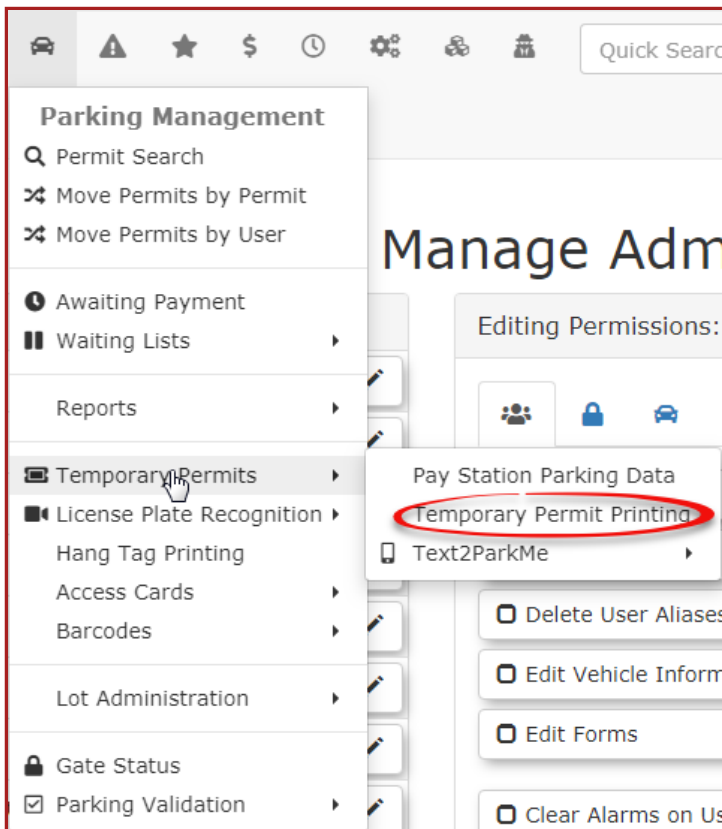 Quick Searc
Parking Management
Permit Search
Move Permits by Permit
Move Permits by User
Manage Adm
Awaiting Payment
Waiting Lists
Editing Permissions:
Reports
Temporary Permits
Pay Station Parking Data
License Plate Recognition
Temporary Permit Printing
Hang Tag Printing
Text2ParkMe
Access Cards
Barcodes
Delete User Aliases
Edit Vehicle Inform
Lot Administration
Edit Forms
Gate Status
Parking Validation
Clear Alarms on Us